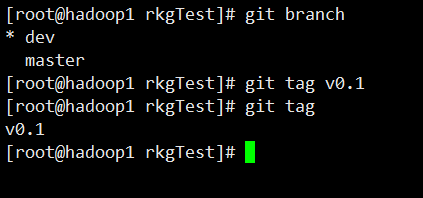 [root@hadoop1 rkgTest]# git branch
* dev
  master
[root@hadoop1 rkgTest]# git tag v0.1
[root@hadoop1 rkgTest]# git tag
v0.1
[root@hadoop1 rkgTest]#